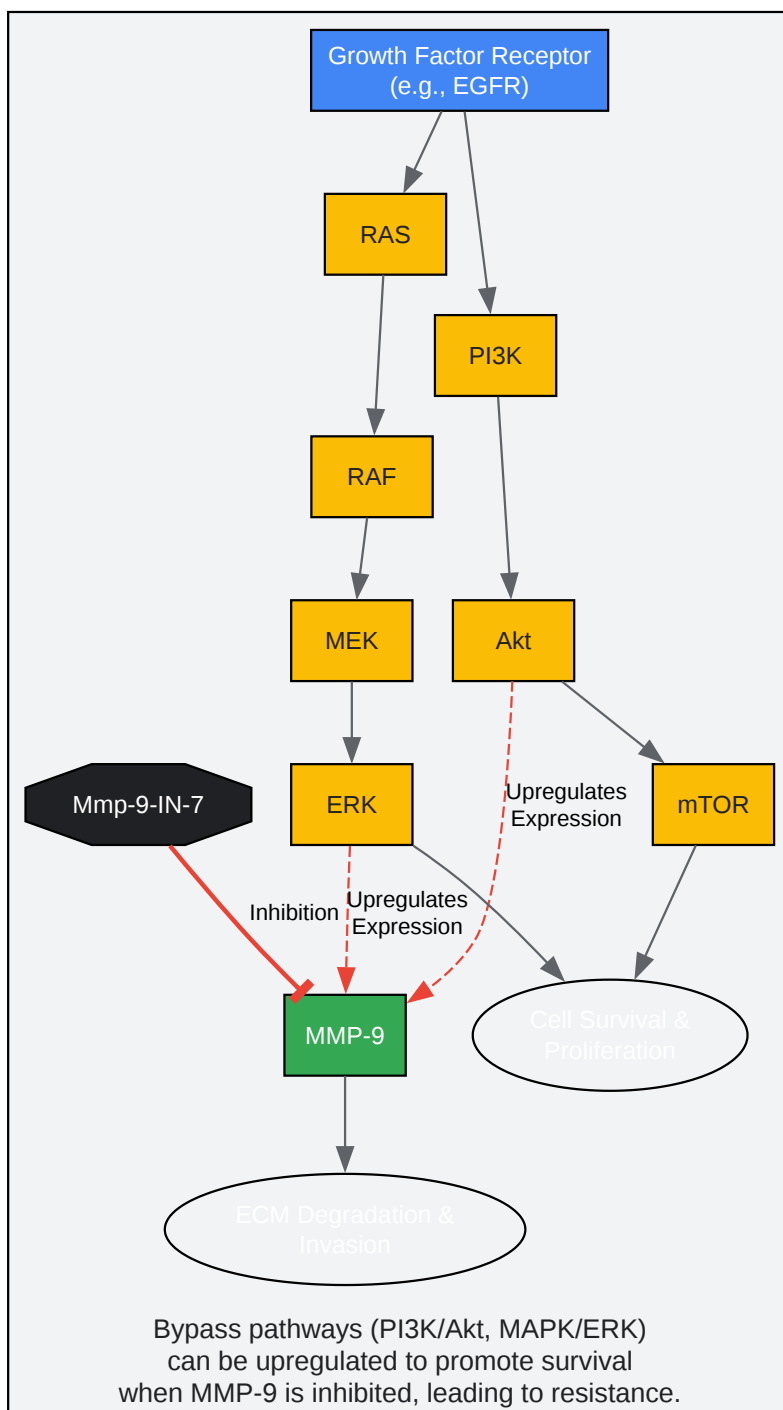 Growth Factor Receptor
(e.g., EGFR)
RAS
PI3K
RAF
MEK
Akt
Mmp-9-IN-7
ERK
Upregulates
Expression
mTOR
Inhibition
Upregulates
Expression
MMP-9
Cell Survival &
Proliferation
ECM Degradation &
Invasion
Bypass pathways (PI3K/Akt, MAPK/ERK)
can be upregulated to promote survival
when MMP-9 is inhibited, leading to resistance.